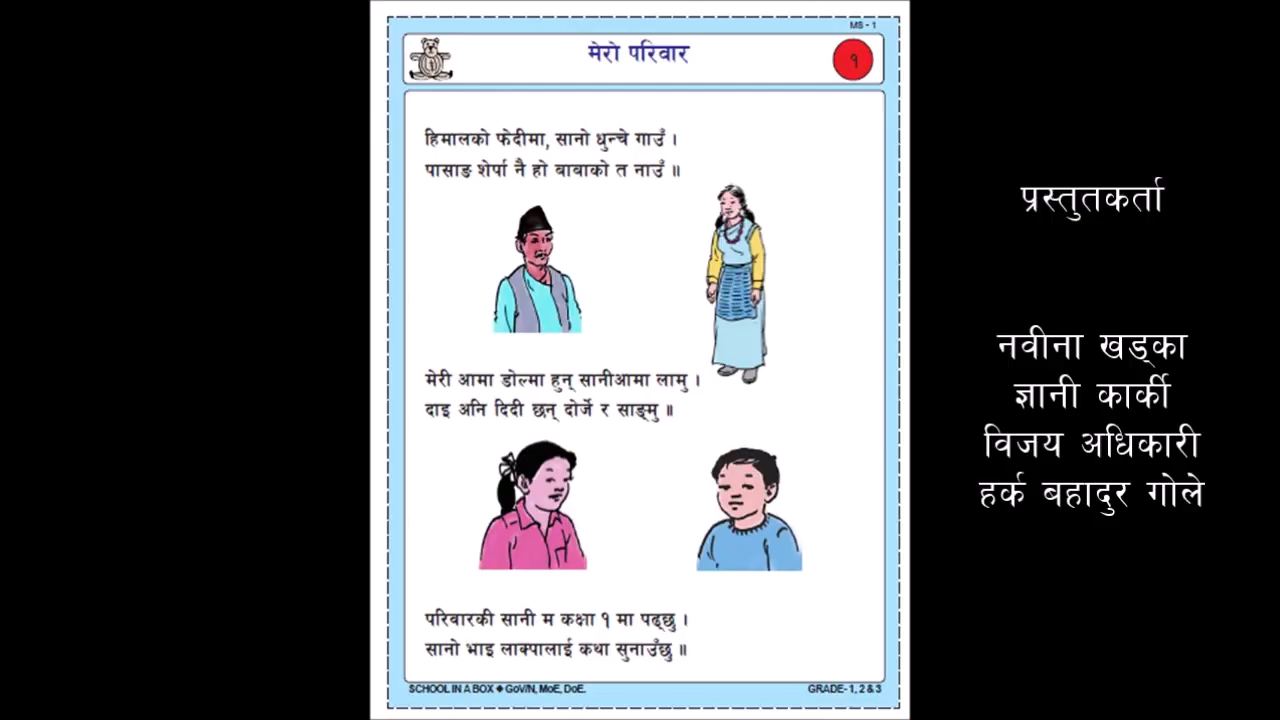 MS - 1
मेरो परिवार
१
हिमालको फेदीमा, सानो धुन्चे गाउँ ।
पासाङ शेर्पा नै हो बाबाको त नाउँ ॥
मेरी आमा डोल्मा हुन् सानीआमा लामु ।
दाइ अनि दिदी छन् दोर्जे र साङ्मु ॥
परिवारकी सानी म कक्षा १ मा पढ्छु ।
सानो भाइ लाक्पालाई कथा सुनाउँछु ॥
SCHOOL IN A BOX ◆ GoV/N, MoE, DoE.
GRADE- 1, 2 & 3
प्रस्तुतकर्ता
नवीना खड्का
ज्ञानी कार्की
विजय अधिकारी
हर्क बहादुर गोले